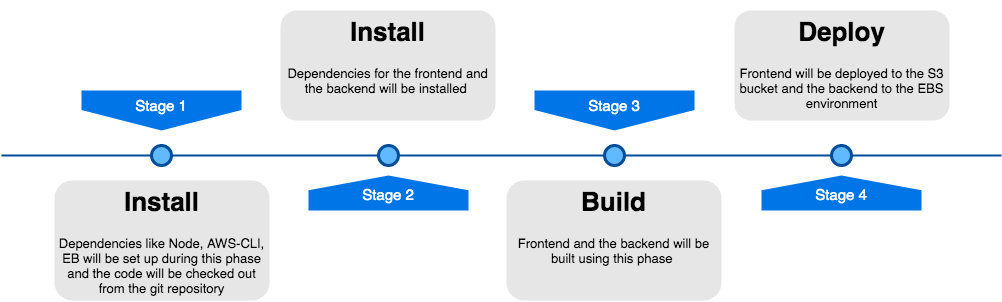 Stage 1
Install
Dependencies like Node, AWS-CLI,
EB will be set up during this phase
and the code will be checked out
from the git repository
Install
Dependencies for the frontend and
the backend will be installed
Stage 2
Stage 3
Build
Frontend and the backend will be
built using this phase
Deploy
Frontend will be deployed to the S3
bucket and the backend to the EBS
environment
Stage 4